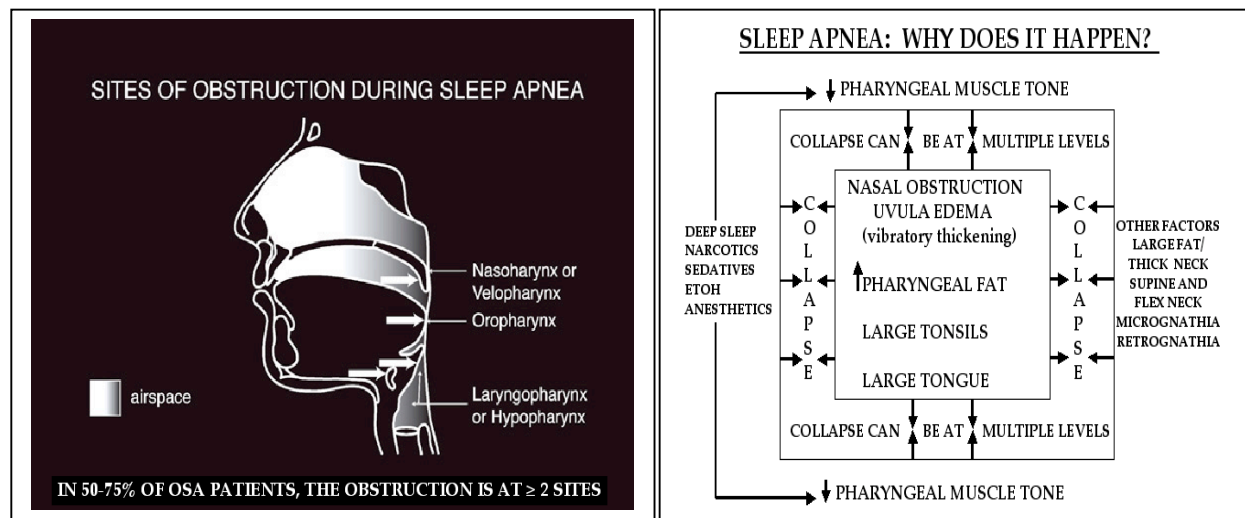 SITES OF OBSTRUCTION DURING SLEEP APNEA
Nasoharynx or
Velopharynx
Oropharynx
Laryngopharynx
or Hypopharynx
airspace
IN 50-75% OF OSA PATIENTS, THE OBSTRUCTION IS AT ≥ 2 SITES
SLEEP APNEA: WHY DOES IT HAPPEN?
↓ PHARYNGEAL MUSCLE TONE
COLLAPSE CAN BE AT MULTIPLE LEVELS
DEEP SLEEP
NARCOTICS
SEDATIVES
ETOH
ANESTHETICS
COLLAPSE
NASAL OBSTRUCTION
UVULA EDEMA
(vibratory thickening)
↑ PHARYNGEAL FAT
LARGE TONSILS
LARGE TONGUE
COLLAPSE
OTHER FACTORS
LARGE FAT/
THICK NECK
SUPINE AND
FLEX NECK
MICROGNATHIA
RETROGNATHIA
COLLAPSE CAN BE AT MULTIPLE LEVELS
↓ PHARYNGEAL MUSCLE TONE